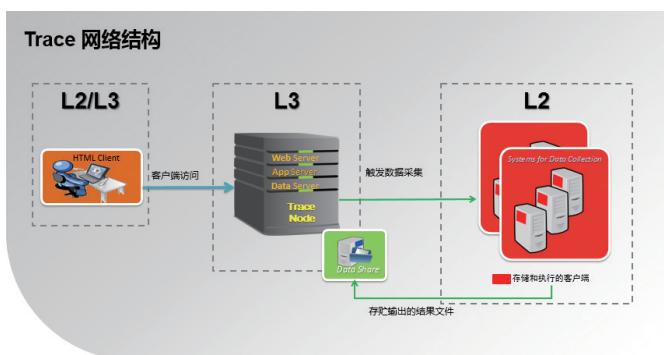 Trace 网络结构
L2/L3
L3
L2
HTML Client
客户端访问
Web Server
App Server
Data Server
Trace
Node
触发数据采集
Systems for Data Collection
Data Share
存储和执行的客户端
存贮输出的结果文件